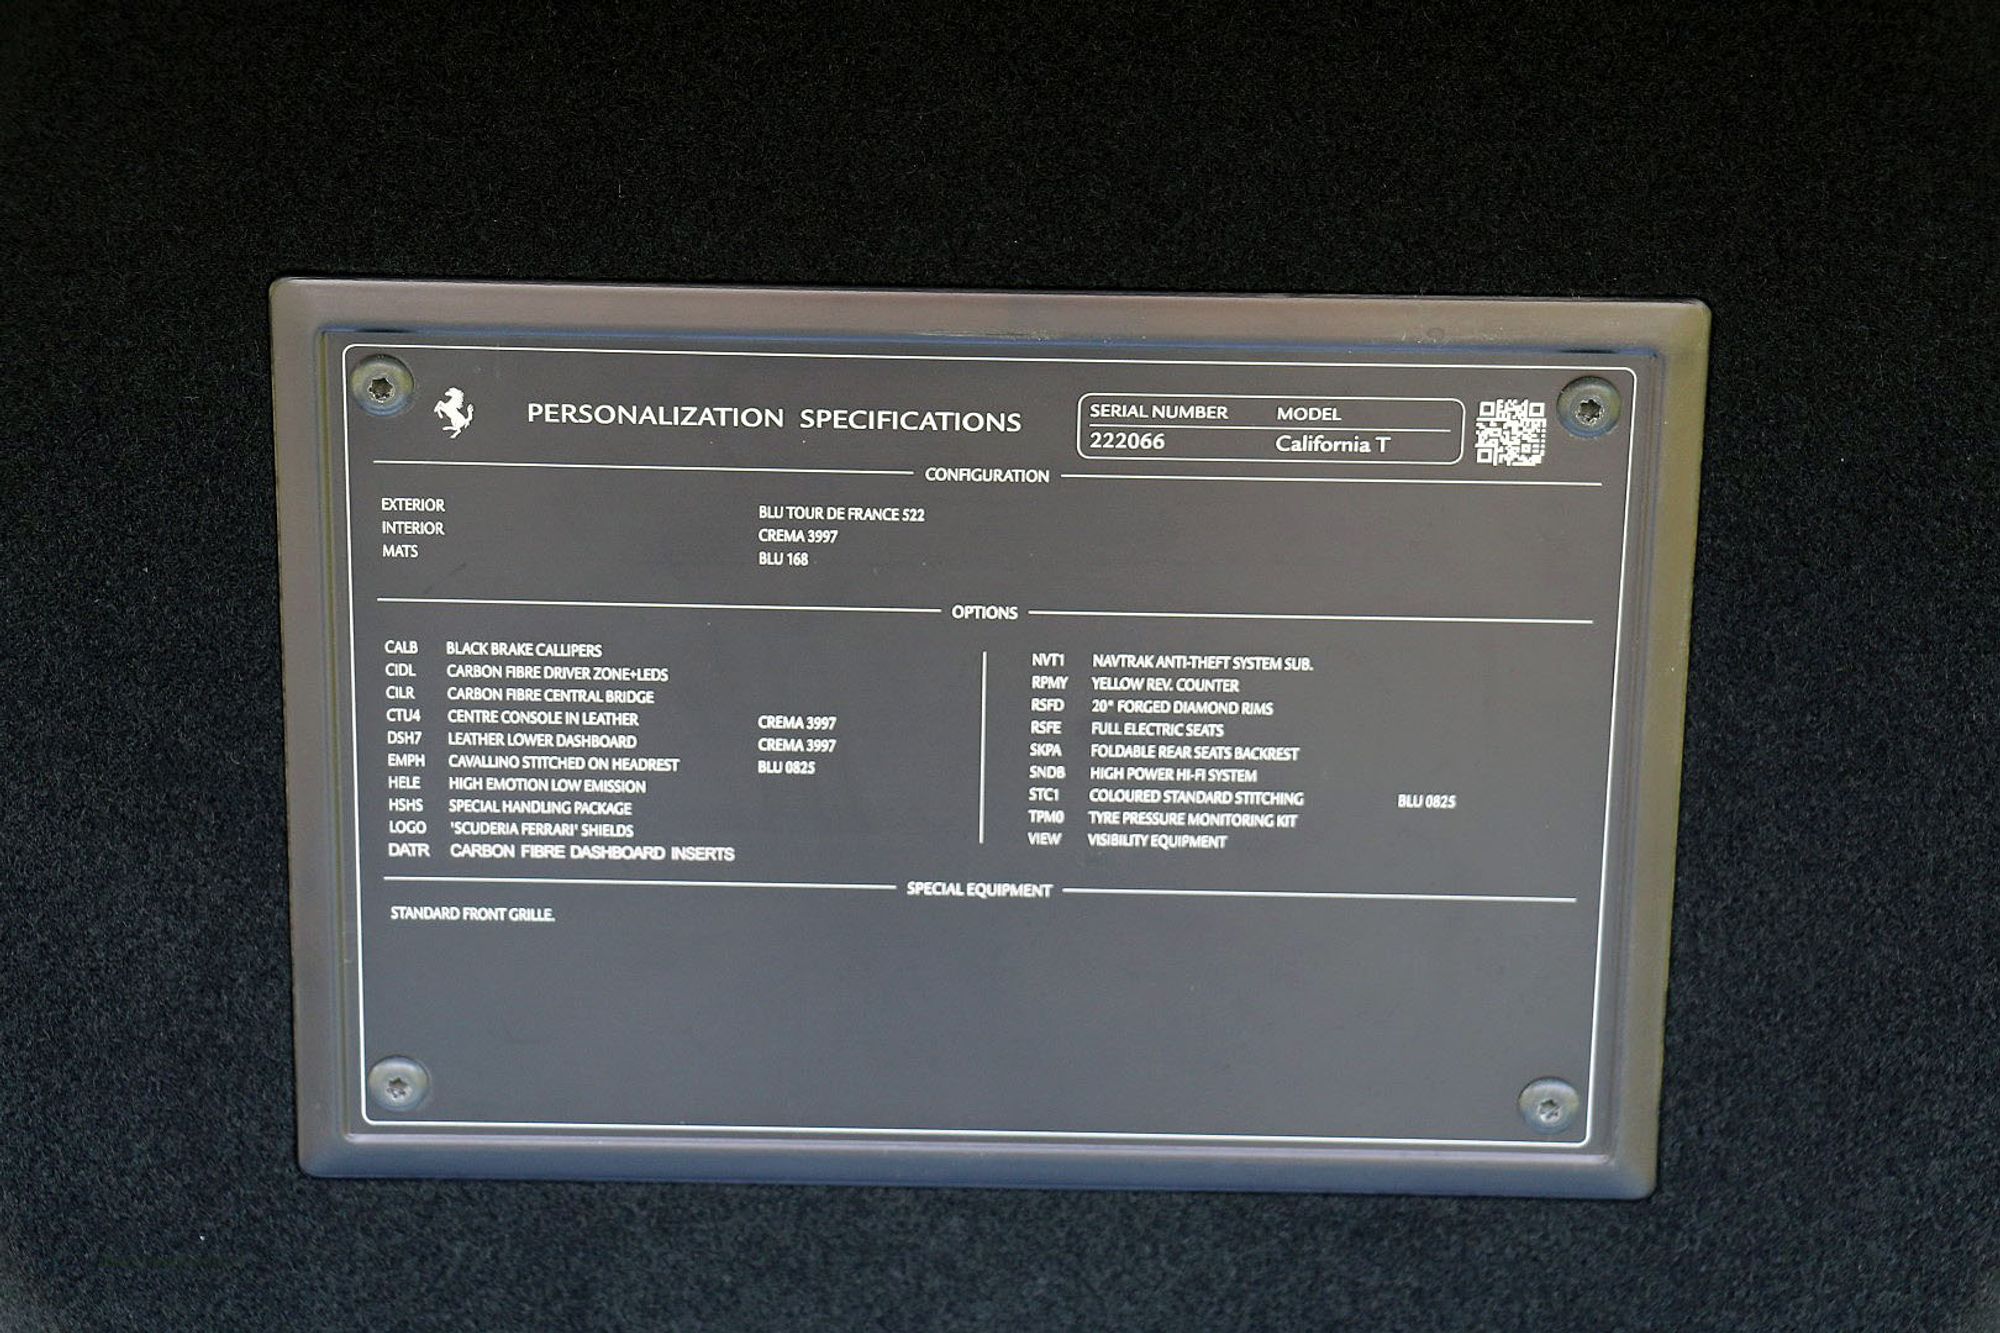 PERSONALIZATION SPECIFICATIONS
SERIAL NUMBER MODEL
222066 California T
CONFIGURATION
EXTERIOR BLU TOUR DE FRANCE 522
INTERIOR CREMA 3997
MATS BLU 168
OPTIONS
CALB BLACK BRAKE CALLIPERS
CIDL CARBON FIBRE DRIVER ZONE+LEDS
CILR CARBON FIBRE CENTRAL BRIDGE
CTU4 CENTRE CONSOLE IN LEATHER CREMA 3997
DSH7 LEATHER LOWER DASHBOARD CREMA 3997
EMPH CAVALLINO STITCHED ON HEADREST BLU 0825
HELE HIGH EMOTION LOW EMISSION
HSHS SPECIAL HANDLING PACKAGE
LOGO 'SCUDERIA FERRARI' SHIELDS
DATR CARBON FIBRE DASHBOARD INSERTS
NVT1 NAVTRAK ANTI-THEFT SYSTEM SUB.
RPMY YELLOW REV. COUNTER
RSFD 20" FORGED DIAMOND RIMS
RSFE FULL ELECTRIC SEATS
SKPA FOLDABLE REAR SEATS BACKREST
SNDB HIGH POWER HI-FI SYSTEM
STC1 COLOURED STANDARD STITCHING BLU 0825
TPM0 TYRE PRESSURE MONITORING KIT
VIEW VISIBILITY EQUIPMENT
SPECIAL EQUIPMENT
STANDARD FRONT GRILLE.